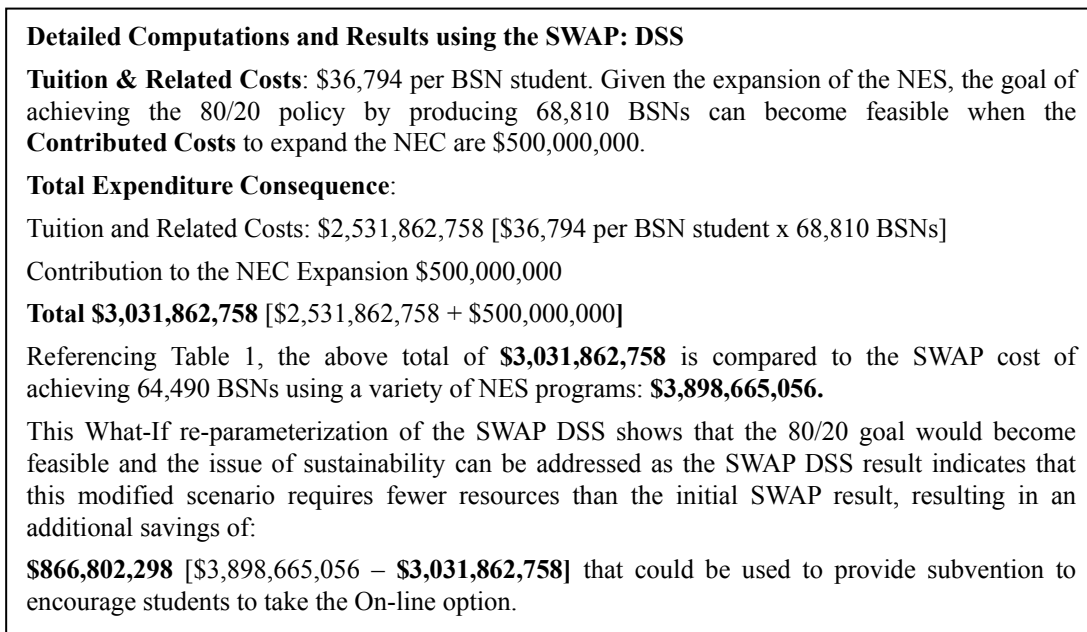 Detailed Computations and Results using the SWAP: DSS
Tuition & Related Costs: $36,794 per BSN student. Given the expansion of the NES, the goal of
achieving the 80/20 policy by producing 68,810 BSNs can become feasible when the
Contributed Costs to expand the NEC are $500,000,000.
Total Expenditure Consequence:
Tuition and Related Costs: $2,531,862,758 [$36,794 per BSN student x 68,810 BSNs]
Contribution to the NEC Expansion $500,000,000
Total $3,031,862,758 [$2,531,862,758 + $500,000,000]
Referencing Table 1, the above total of $3,031,862,758 is compared to the SWAP cost of
achieving 64,490 BSNs using a variety of NES programs: $3,898,665,056.
This What-If re-parameterization of the SWAP DSS shows that the 80/20 goal would become
feasible and the issue of sustainability can be addressed as the SWAP DSS result indicates that
this modified scenario requires fewer resources than the initial SWAP result, resulting in an
additional savings of:
$866,802,298 [$3,898,665,056 – $3,031,862,758] that could be used to provide subvention to
encourage students to take the On-line option.